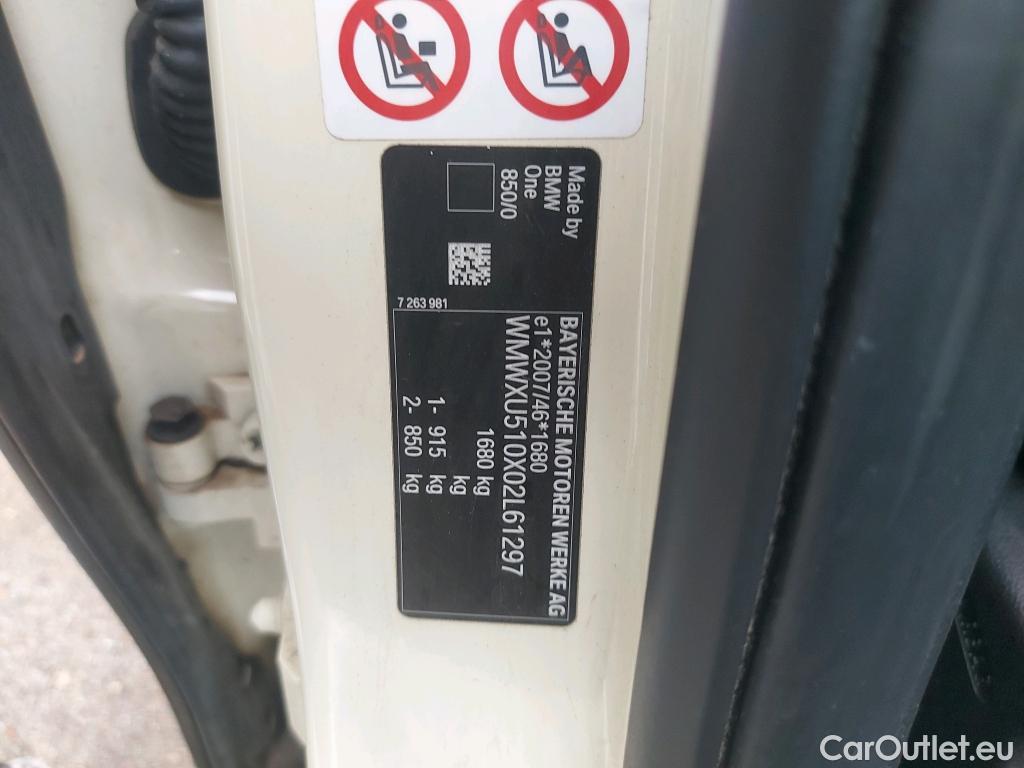 Made by
BMW
One
850/0
7 263 981
BAYERISCHE MOTOREN WERKE AG
e1*2007/46*1680
WMWXU510X02L61297
1680 kg
kg
1- 915 kg
2- 850 kg
CarOutlet.eu